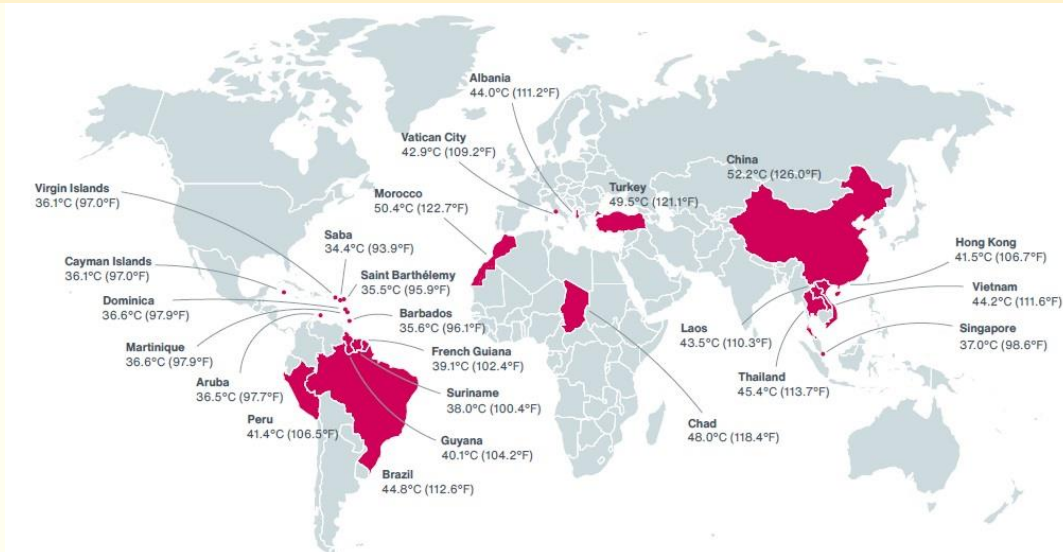 Albania
44.0°C (111.2°F)
Vatican City
42.9°C (109.2°F)
China
52.2°C (126.0°F)
Virgin Islands
36.1°C (97.0°F)
Morocco
50.4°C (122.7°F)
Turkey
49.5°C (121.1°F)
Saba
34.4°C (93.9°F)
Hong Kong
41.5°C (106.7°F)
Cayman Islands
36.1°C (97.0°F)
Saint Barthélemy
35.5°C (95.9°F)
Vietnam
44.2°C (111.6°F)
Dominica
36.6°C (97.9°F)
Barbados
35.6°C (96.1°F)
Laos
43.5°C (110.3°F)
Singapore
37.0°C (98.6°F)
Martinique
36.6°C (97.9°F)
French Guiana
39.1°C (102.4°F)
Thailand
45.4°C (113.7°F)
Aruba
36.5°C (97.7°F)
Suriname
38.0°C (100.4°F)
Peru
41.4°C (106.5°F)
Chad
48.0°C (118.4°F)
Guyana
40.1°C (104.2°F)
Brazil
44.8°C (112.6°F)